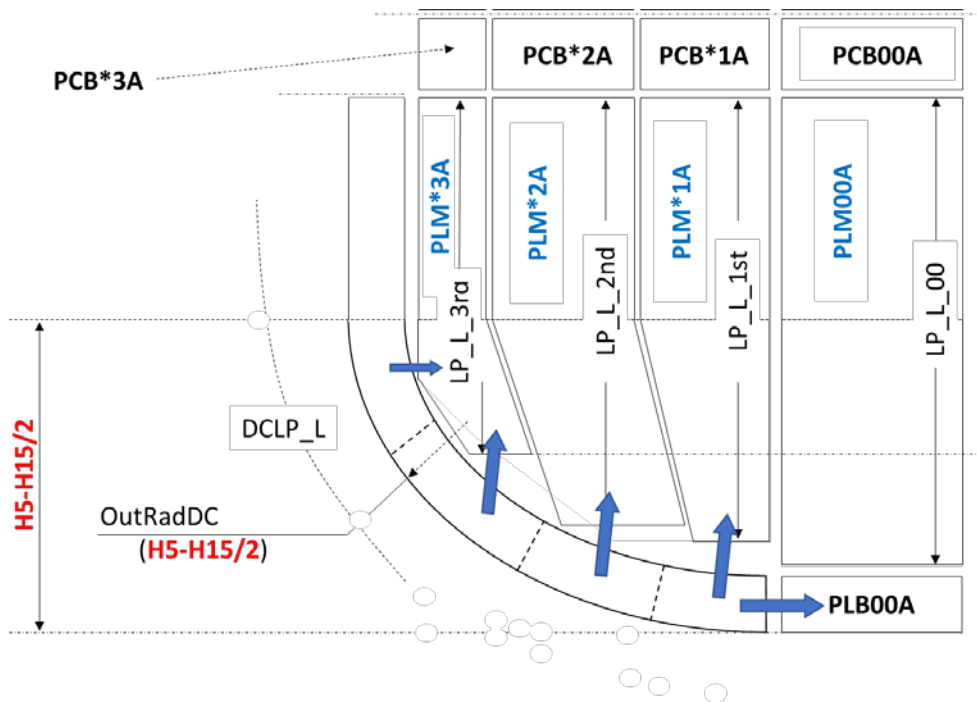 PCB*3A
PCB*2A
PCB*1A
PCB00A
PLM*3A
PLM*2A
PLM*1A
PLM00A
LP_L_3rd
LP_L_2nd
LP_L_1st
LP_L_00
DCLP_L
H5-H15/2
OutRadDC
(H5-H15/2)
PLB00A